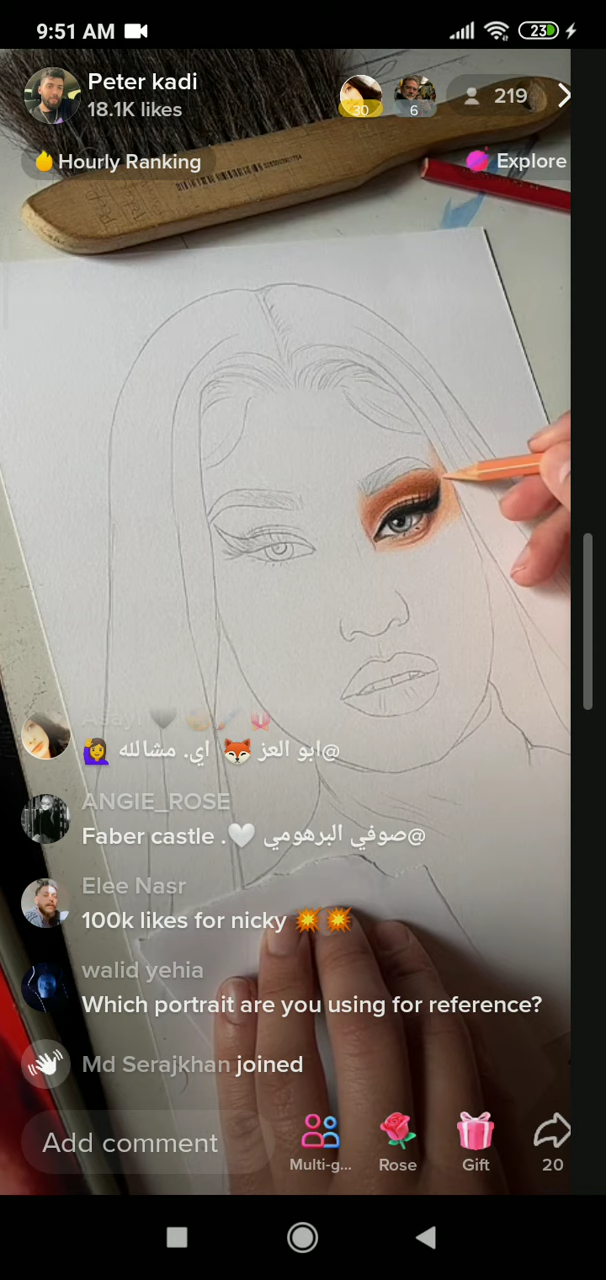 9:51 AM
23
Peter kadi
18.1K likes
30
6
219
Hourly Ranking
Explore
@ابو العز 🦊 اي. مشالله 🙋‍♀️
ANGIE_ROSE
@صوفي البرهومي 🤍. Faber castle
Elee Nasr
100k likes for nicky 💥 💥
walid yehia
Which portrait are you using for reference?
Md Serajkhan joined
Add comment
Multi-g...
Rose
Gift
20